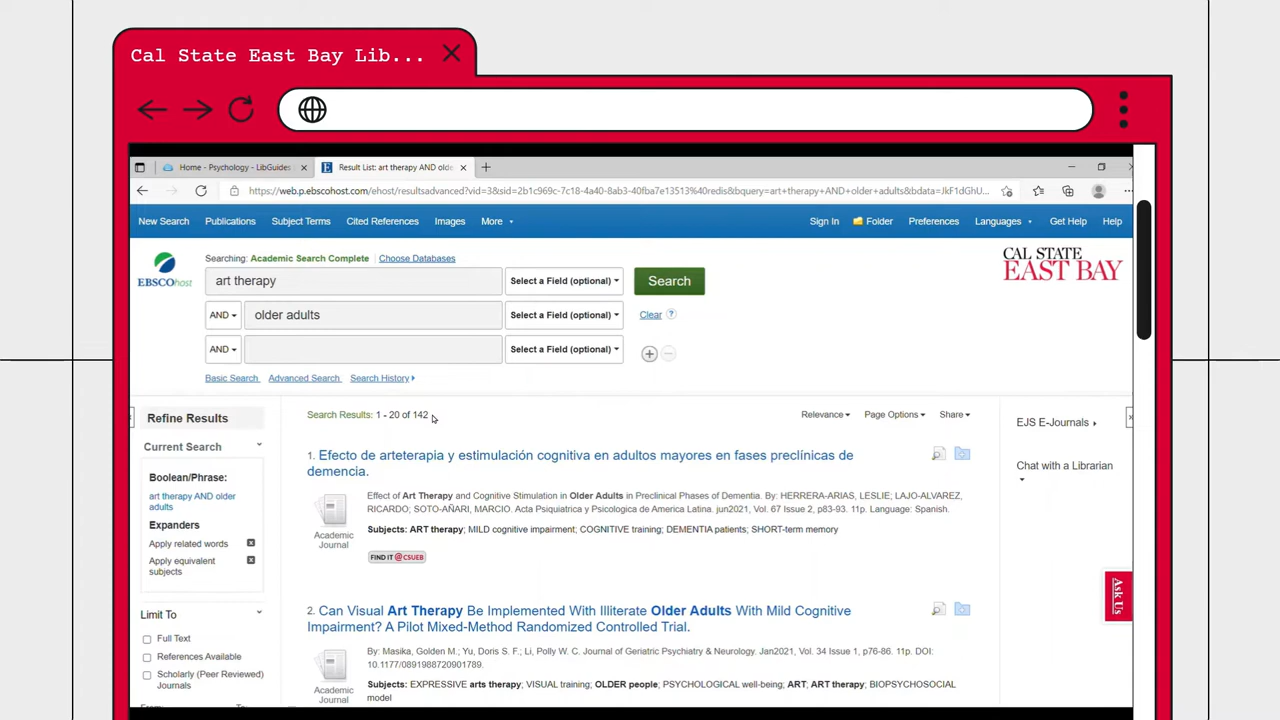 Cal State East Bay Lib...
Home - Psychology - LibGuides
Result List: art therapy AND olde
https://web.p.ebscohost.com/ehost/resultsadvanced?vid=3&sid=2b1c969c-7c18-4a40-8ab3-40fba7e13513%40redis&bquery=art+therapy+AND+older+adults&bdata=JkF1dGhU...
New Search Publications Subject Terms Cited References Images More Sign In Folder Preferences Languages Get Help Help
Searching: Academic Search Complete Choose Databases
EBSCOhost
art therapy Select a Field (optional) Search
CAL STATE
EAST BAY
AND older adults Select a Field (optional) Clear ?
AND Select a Field (optional)
Basic Search Advanced Search Search History
Refine Results
Current Search
Boolean/Phrase:
art therapy AND older
adults
Expanders
Apply related words
Apply equivalent
subjects
Limit To
Full Text
References Available
Scholarly (Peer Reviewed)
Journals
From: To:
Search Results: 1 - 20 of 142
Relevance Page Options Share
1. Efecto de arteterapia y estimulación cognitiva en adultos mayores en fases preclínicas de
demencia.
Effect of Art Therapy and Cognitive Stimulation in Older Adults in Preclinical Phases of Dementia. By: HERRERA-ARIAS, LESLIE; LAJO-ALVAREZ,
RICARDO; SOTO-AÑARI, MARCIO. Acta Psiquiatrica y Psicologica de America Latina. jun2021, Vol. 67 Issue 2, p83-93. 11p. Language: Spanish.
Academic
Journal
Subjects: ART therapy; MILD cognitive impairment; COGNITIVE training; DEMENTIA patients; SHORT-term memory
FIND IT @ CSUEB
2. Can Visual Art Therapy Be Implemented With Illiterate Older Adults With Mild Cognitive
Impairment? A Pilot Mixed-Method Randomized Controlled Trial.
By: Masika, Golden M.; Yu, Doris S. F.; Li, Polly W. C. Journal of Geriatric Psychiatry & Neurology. Jan2021, Vol. 34 Issue 1, p76-86. 11p. DOI:
10.1177/0891988720901789.
Academic
Journal
Subjects: EXPRESSIVE arts therapy; VISUAL training; OLDER people; PSYCHOLOGICAL well-being; ART; ART therapy; BIOPSYCHOSOCIAL
model
EJS E-Journals
Chat with a Librarian
Ask Us